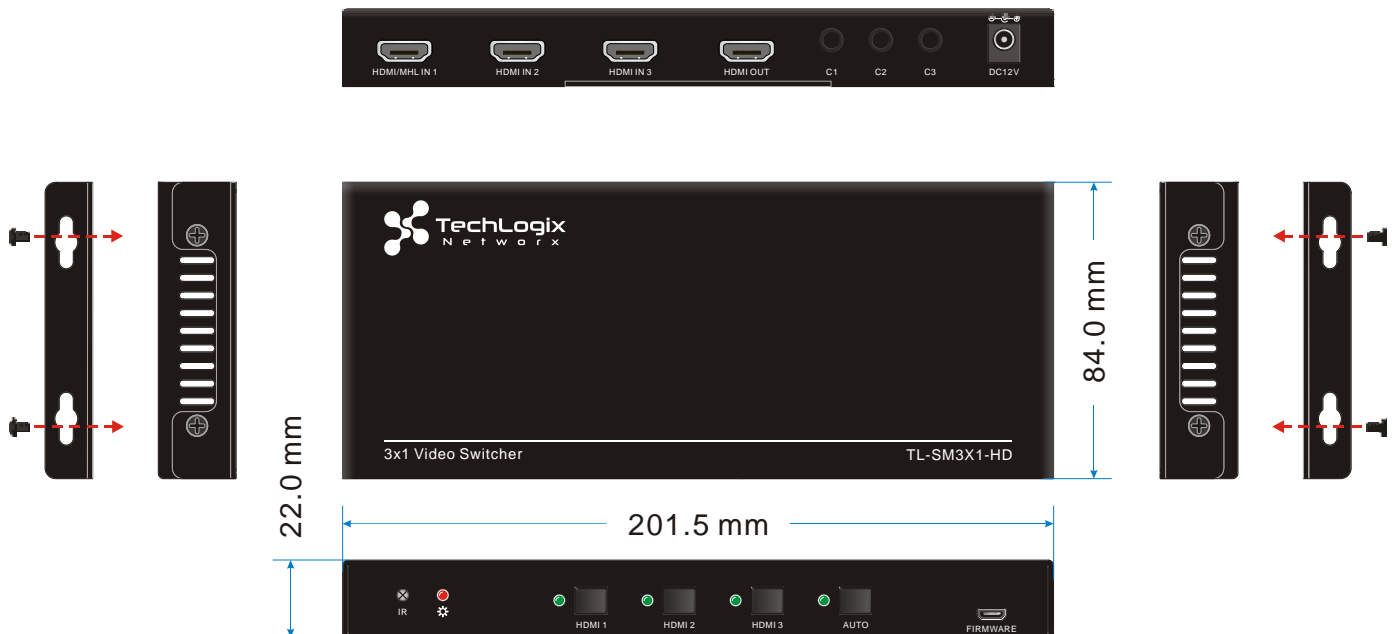 HDMI/MHL IN 1 HDMI IN 2 HDMI IN 3 HDMI OUT C1 C2 C3 DC12V
TechLogix
Networx
84.0 mm
3x1 Video Switcher TL-SM3X1-HD
22.0 mm
201.5 mm
IR HDMI 1 HDMI 2 HDMI 3 AUTO FIRMWARE